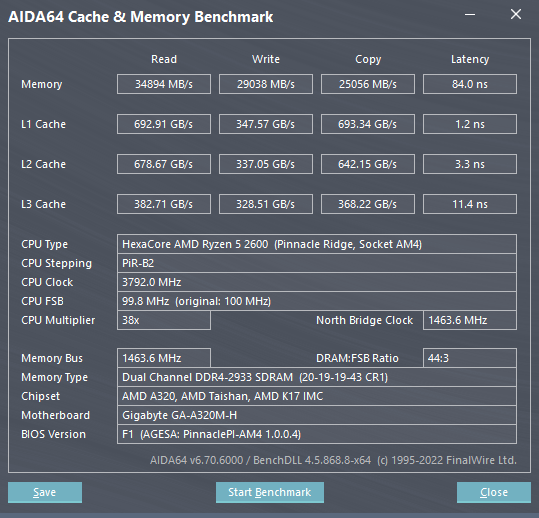 AIDA64 Cache & Memory Benchmark
Read Write Copy Latency
Memory 34894 MB/s 29038 MB/s 25056 MB/s 84.0 ns
L1 Cache 692.91 GB/s 347.57 GB/s 693.34 GB/s 1.2 ns
L2 Cache 678.67 GB/s 337.05 GB/s 642.15 GB/s 3.3 ns
L3 Cache 382.71 GB/s 328.51 GB/s 368.22 GB/s 11.4 ns
CPU Type HexaCore AMD Ryzen 5 2600 (Pinnacle Ridge, Socket AM4)
CPU Stepping PiR-B2
CPU Clock 3792.0 MHz
CPU FSB 99.8 MHz (original: 100 MHz)
CPU Multiplier 38x North Bridge Clock 1463.6 MHz
Memory Bus 1463.6 MHz DRAM:FSB Ratio 44:3
Memory Type Dual Channel DDR4-2933 SDRAM (20-19-19-43 CR1)
Chipset AMD A320, AMD Taishan, AMD K17 IMC
Motherboard Gigabyte GA-A320M-H
BIOS Version F1 (AGESA: PinnaclePI-AM4 1.0.0.4)
AIDA64 v6.70.6000 / BenchDLL 4.5.868.8-x64 (c) 1995-2022 FinalWire Ltd.
Save Start Benchmark Close